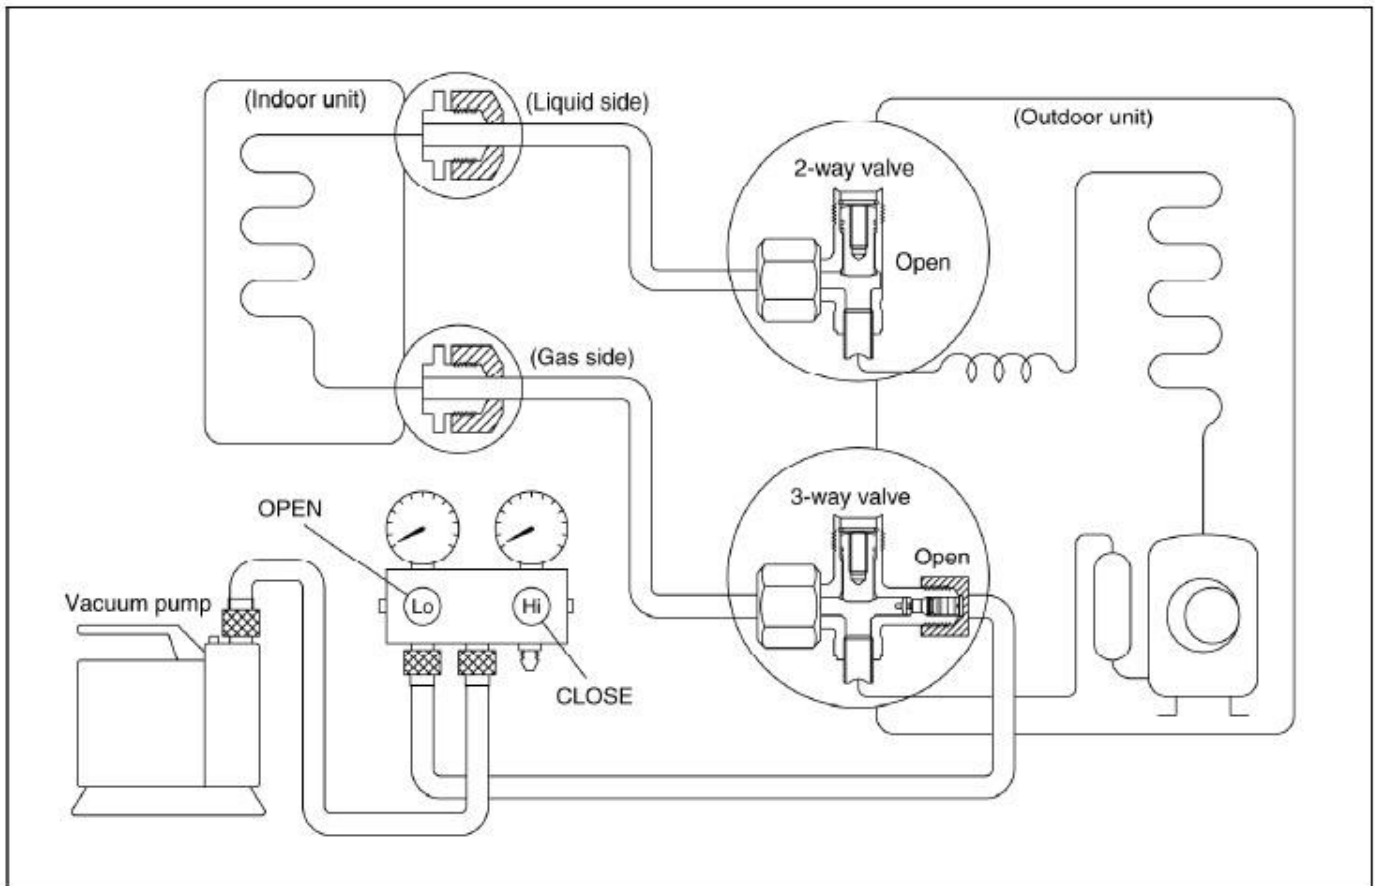 (Indoor unit)
(Liquid side)
(Outdoor unit)
2-way valve
Open
(Gas side)
3-way valve
Open
OPEN
Lo
Hi
Vacuum pump
CLOSE